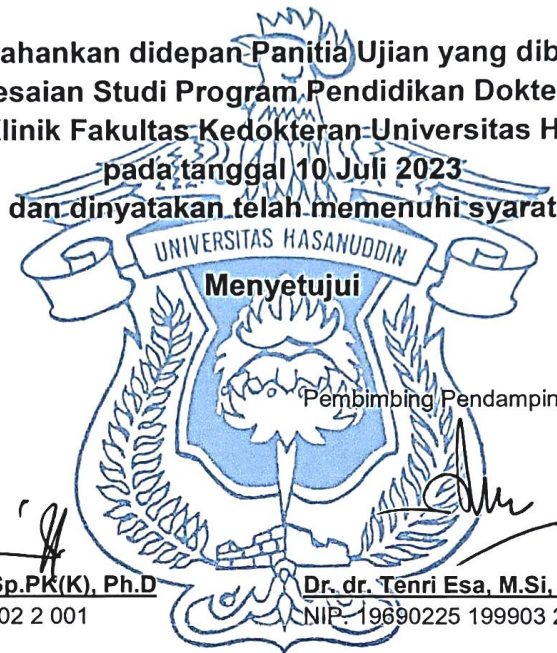 ahankan didepan Panitia Ujian yang dib
esaian Studi Program Pendidikan Dokte
Klinik Fakultas Kedokteran Universitas H
pada tanggal 10 Juli 2023
dan dinyatakan telah memenuhi syarat
UNIVERSITAS HASANUDDIN
Menyetujui
Pembimbing Pendampin
Sp.PK(K), Ph.D
Dr. dr. Tenri Esa, M.Si,
02 2 001
NIP. 19690225 199903 2